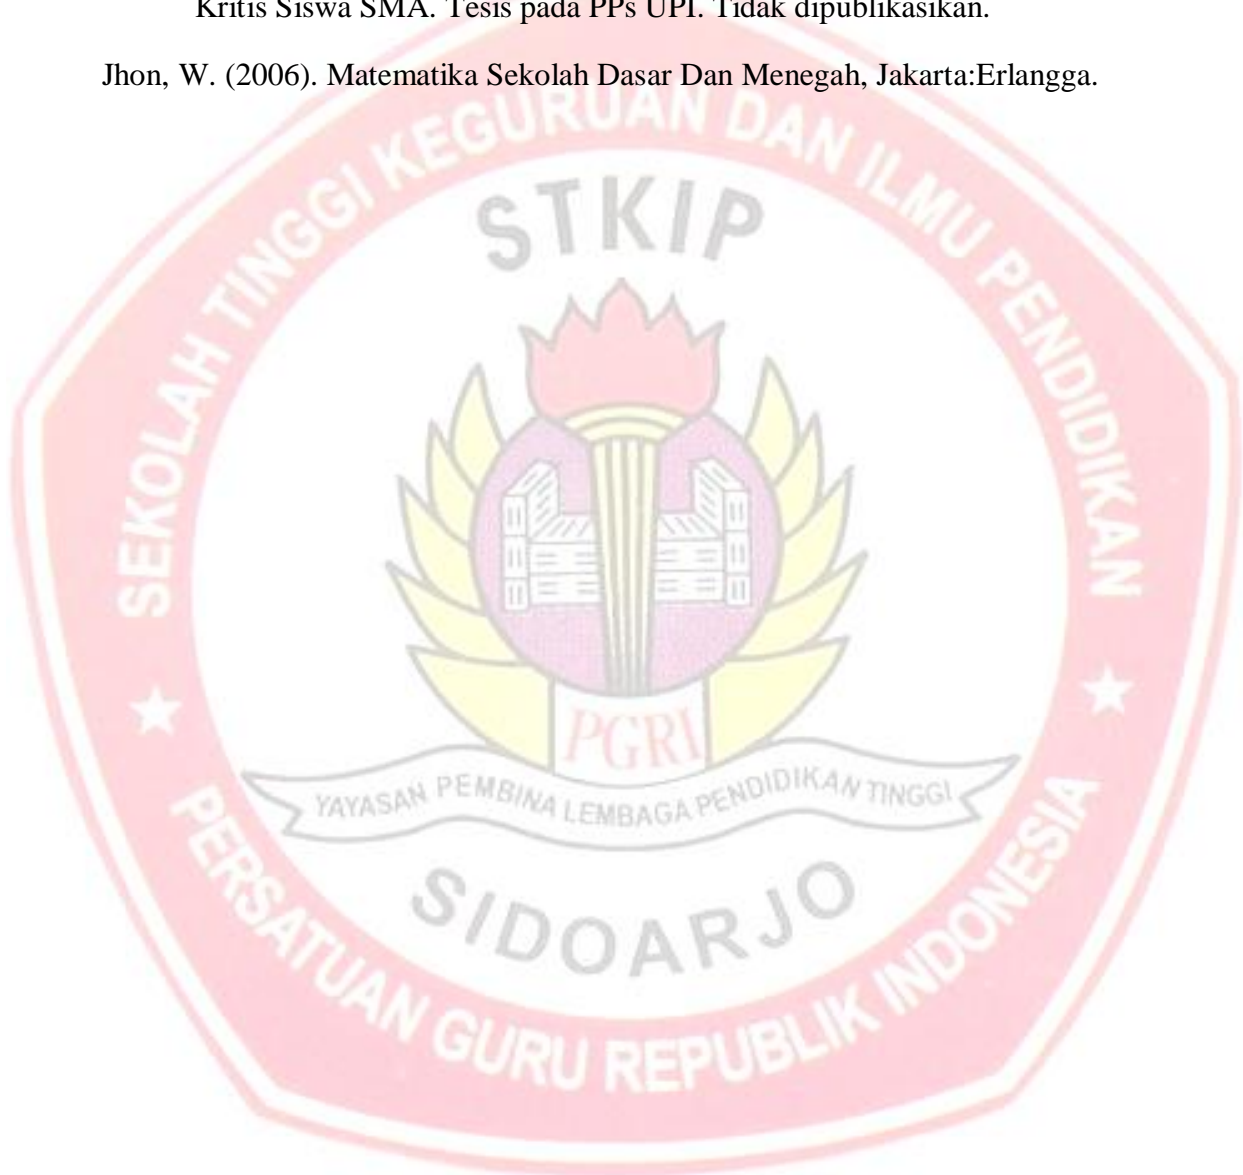 Kritis Siswa SMA. Tesis pada PPs UPI. Tidak dipublikasikan.
Jhon, W. (2006). Matematika Sekolah Dasar Dan Menegah, Jakarta:Erlangga.
SEKOLAH TINGGI KEGURUAN DAN ILMU PENDIDIKAN
STKIP
PGRI
YAYASAN PEMBINA LEMBAGA PENDIDIKAN TINGGI
SIDOARJO
PERSATUAN GURU REPUBLIK INDONESIA